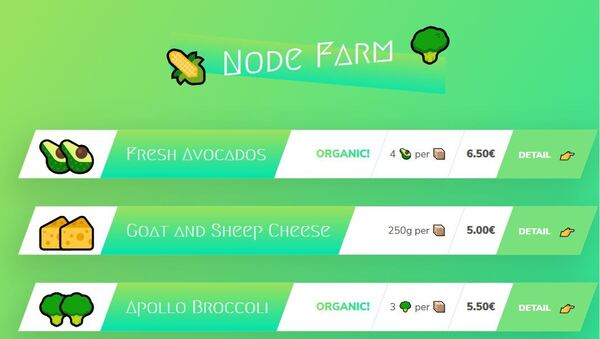 Node Farm
Fresh Avocados ORGANIC! 4 🥑 per 📦 6.50€ DETAIL 👉
Goat and Sheep Cheese 250g per 📦 5.00€ DETAIL 👉
Apollo Broccoli ORGANIC! 3 🥦 per 📦 5.50€ DETAIL 👉